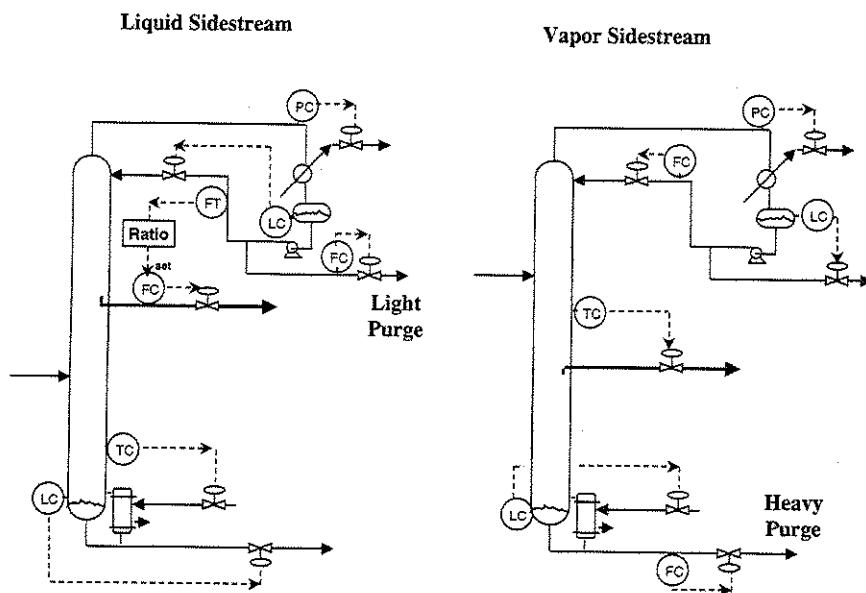 Liquid Sidestream
Vapor Sidestream
PC
FT
LC
Ratio
FC
set
FC
Light
Purge
TC
LC
PC
FC
LC
TC
LC
Heavy
Purge
FC